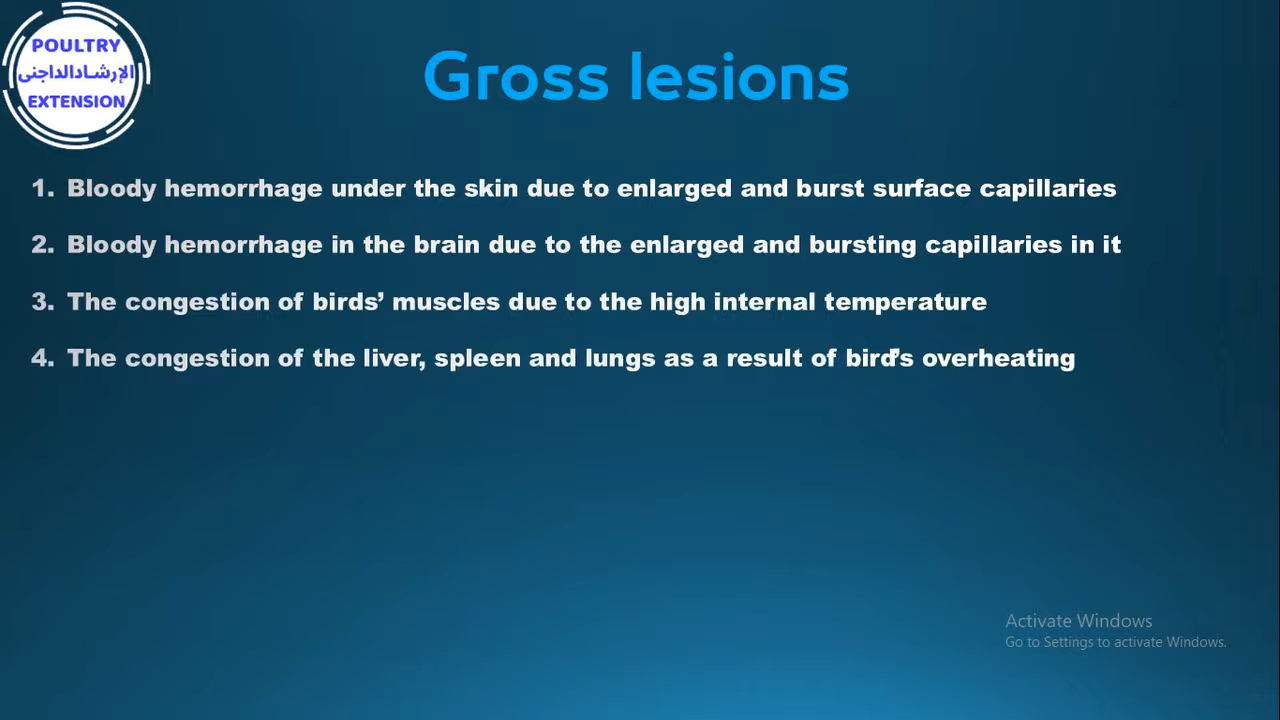 POULTRY
الإرشادالداجنى
EXTENSION
Gross lesions
1. Bloody hemorrhage under the skin due to enlarged and burst surface capillaries
2. Bloody hemorrhage in the brain due to the enlarged and bursting capillaries in it
3. The congestion of birds’ muscles due to the high internal temperature
4. The congestion of the liver, spleen and lungs as a result of bird’s overheating
Activate Windows
Go to Settings to activate Windows.